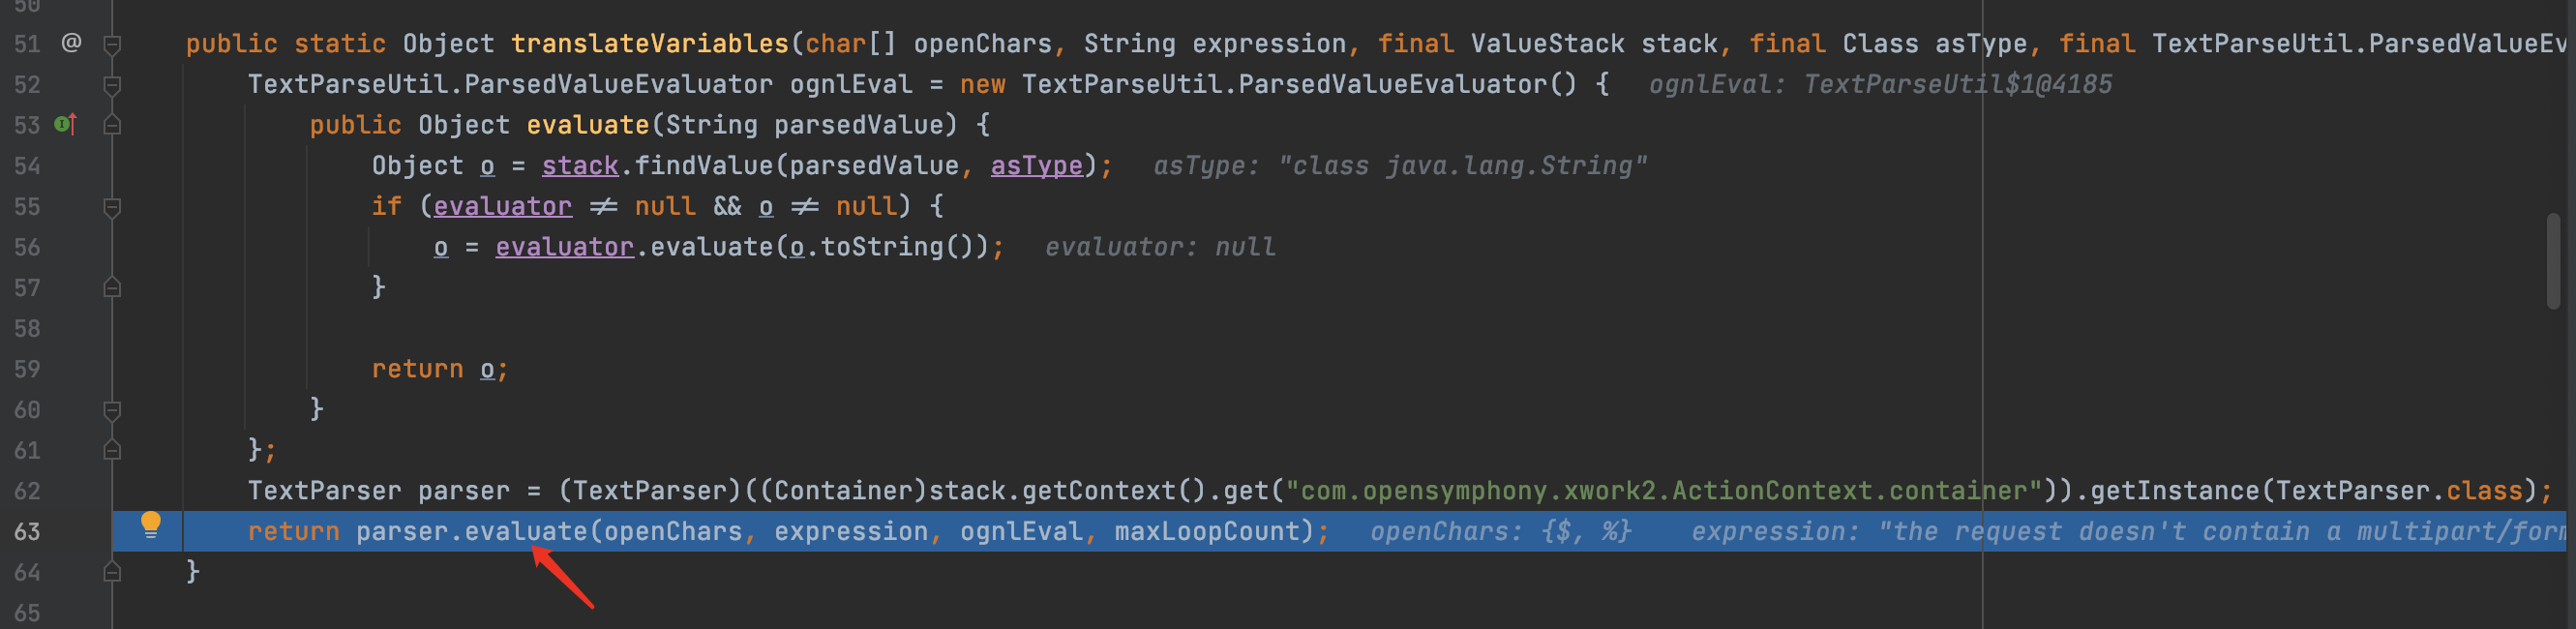 50
51 @ public static Object translateVariables(char[] openChars, String expression, final ValueStack stack, final Class asType, final TextParseUtil.ParsedValueEv
52 TextParseUtil.ParsedValueEvaluator ognlEval = new TextParseUtil.ParsedValueEvaluator() { ognlEval: TextParseUtil$1@4185
53 public Object evaluate(String parsedValue) {
54 Object o = stack.findValue(parsedValue, asType); asType: "class java.lang.String"
55 if (evaluator ≠ null && o ≠ null) {
56 o = evaluator.evaluate(o.toString()); evaluator: null
57 }
58
59 return o;
60 }
61 };
62 TextParser parser = (TextParser)((Container)stack.getContext().get("com.opensymphony.xwork2.ActionContext.container")).getInstance(TextParser.class);
63 return parser.evaluate(openChars, expression, ognlEval, maxLoopCount); openChars: {$, %} expression: "the request doesn't contain a multipart/form
64 }
65